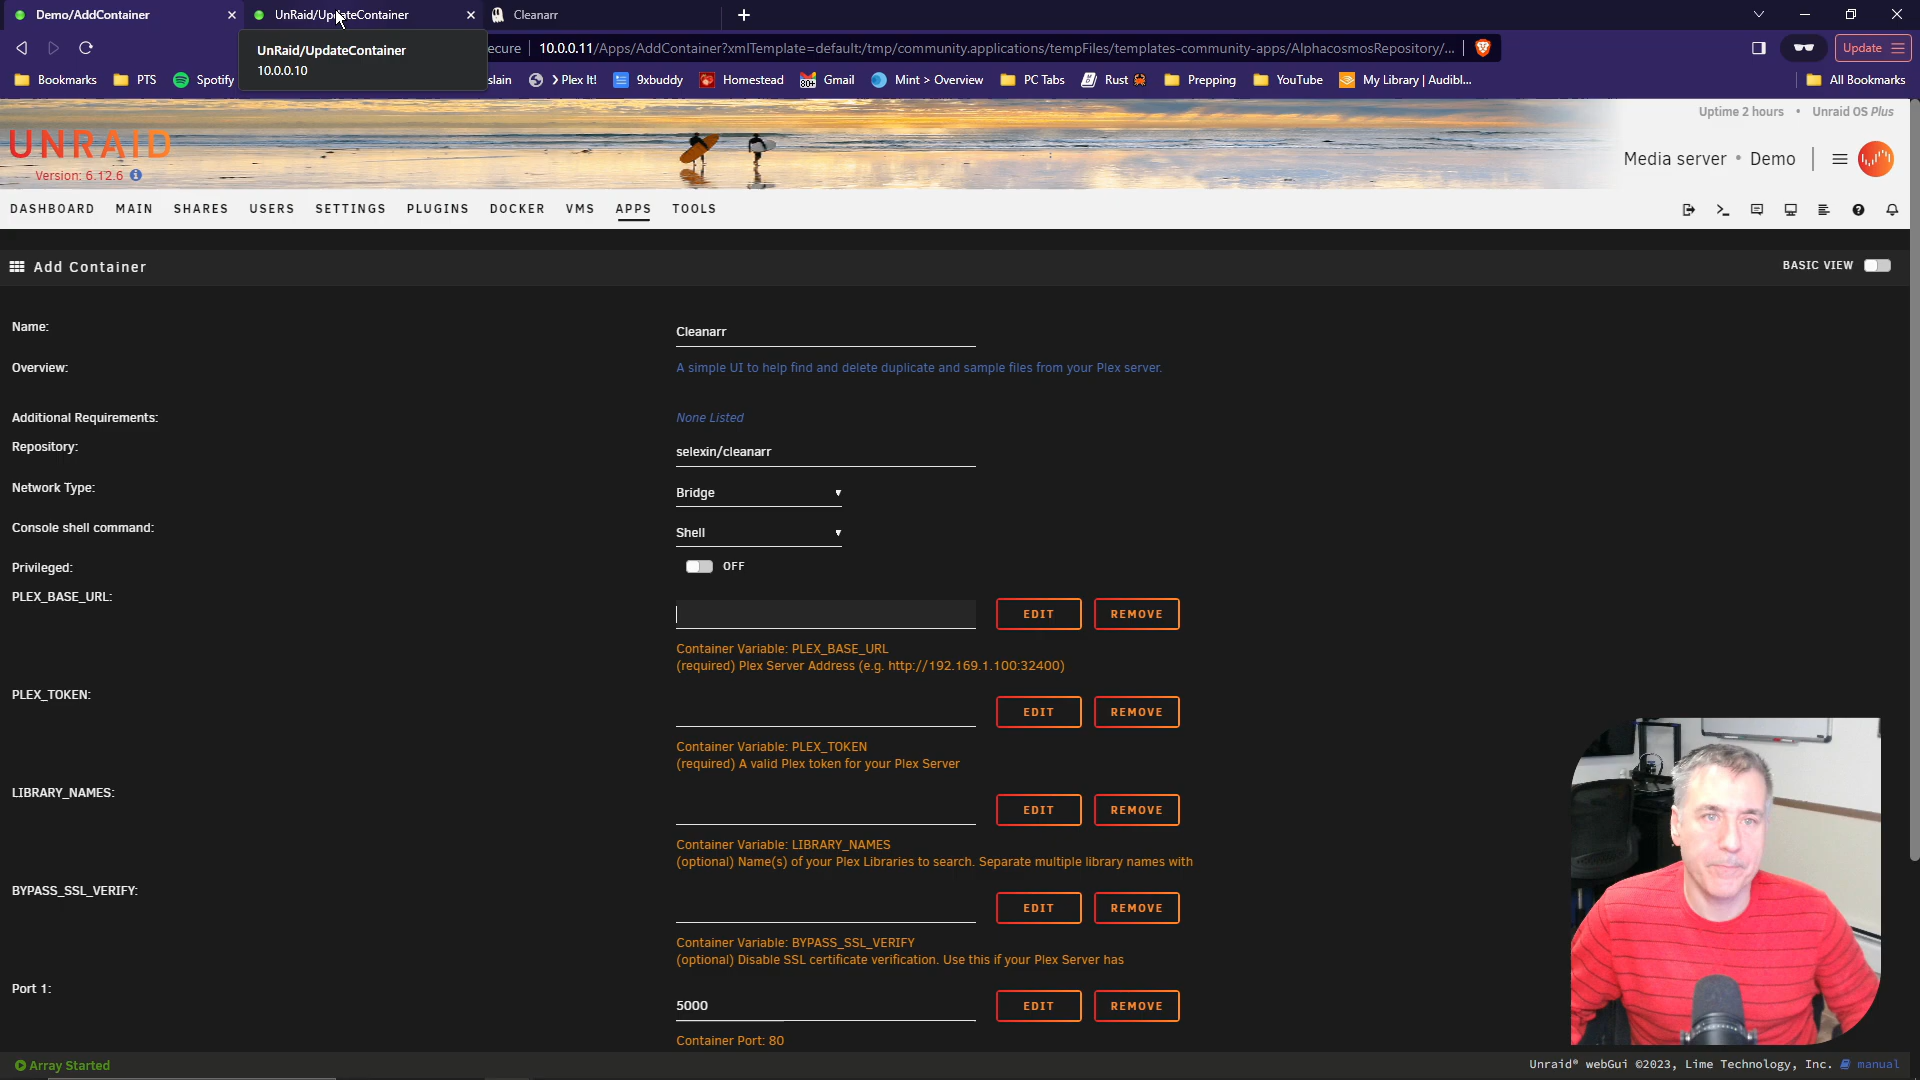 Demo/AddContainer
UnRaid/UpdateContainer
Cleanarr
UnRaid/UpdateContainer
10.0.0.10
ecure
10.0.0.11/Apps/AddContainer?xmlTemplate=default:/tmp/community.applications/tempFiles/templates-community-apps/AlphacosmosRepository/...
Update
Bookmarks
PTS
Spotify
slain
> Plex It!
9xbuddy
Homestead
Gmail
Mint > Overview
PC Tabs
Rust
Prepping
YouTube
My Library | Audibl...
All Bookmarks
UNRAID
Version: 6.12.6
Uptime 2 hours • Unraid OS Plus
Media server • Demo
DASHBOARD MAIN SHARES USERS SETTINGS PLUGINS DOCKER VMS APPS TOOLS
Add Container
BASIC VIEW
Name:
Cleanarr
Overview:
A simple UI to help find and delete duplicate and sample files from your Plex server.
Additional Requirements:
None Listed
Repository:
selexin/cleanarr
Network Type:
Bridge
Console shell command:
Shell
Privileged:
OFF
PLEX_BASE_URL:
EDIT REMOVE
Container Variable: PLEX_BASE_URL
(required) Plex Server Address (e.g. http://192.169.1.100:32400)
PLEX_TOKEN:
EDIT REMOVE
Container Variable: PLEX_TOKEN
(required) A valid Plex token for your Plex Server
LIBRARY_NAMES:
EDIT REMOVE
Container Variable: LIBRARY_NAMES
(optional) Name(s) of your Plex Libraries to search. Separate multiple library names with
BYPASS_SSL_VERIFY:
EDIT REMOVE
Container Variable: BYPASS_SSL_VERIFY
(optional) Disable SSL certificate verification. Use this if your Plex Server has
Port 1:
5000
EDIT REMOVE
Container Port: 80
Array Started
Unraid® webGui ©2023, Lime Technology, Inc. manual